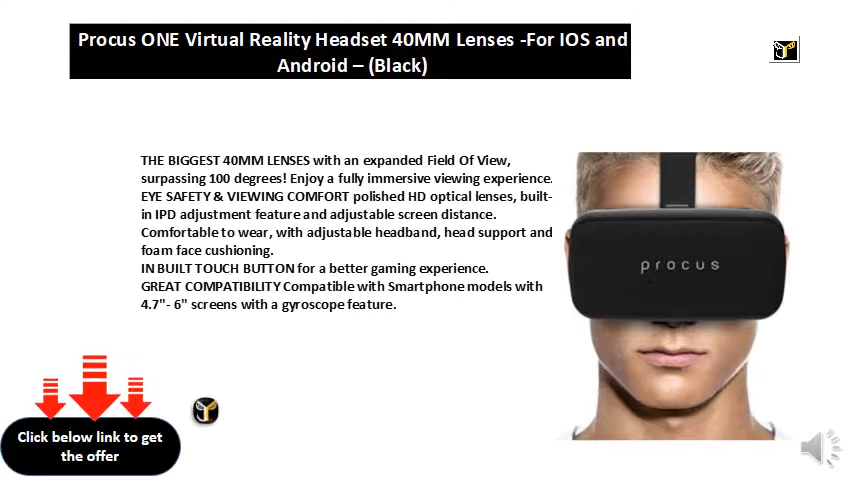 Procus ONE Virtual Reality Headset 40MM Lenses -For IOS and
Android – (Black)
THE BIGGEST 40MM LENSES with an expanded Field Of View,
surpassing 100 degrees! Enjoy a fully immersive viewing experience.
EYE SAFETY & VIEWING COMFORT polished HD optical lenses, built-
in IPD adjustment feature and adjustable screen distance.
Comfortable to wear, with adjustable headband, head support and
foam face cushioning.
IN BUILT TOUCH BUTTON for a better gaming experience.
GREAT COMPATIBILITY Compatible with Smartphone models with
4.7"- 6" screens with a gyroscope feature.
procus
Click below link to get
the offer